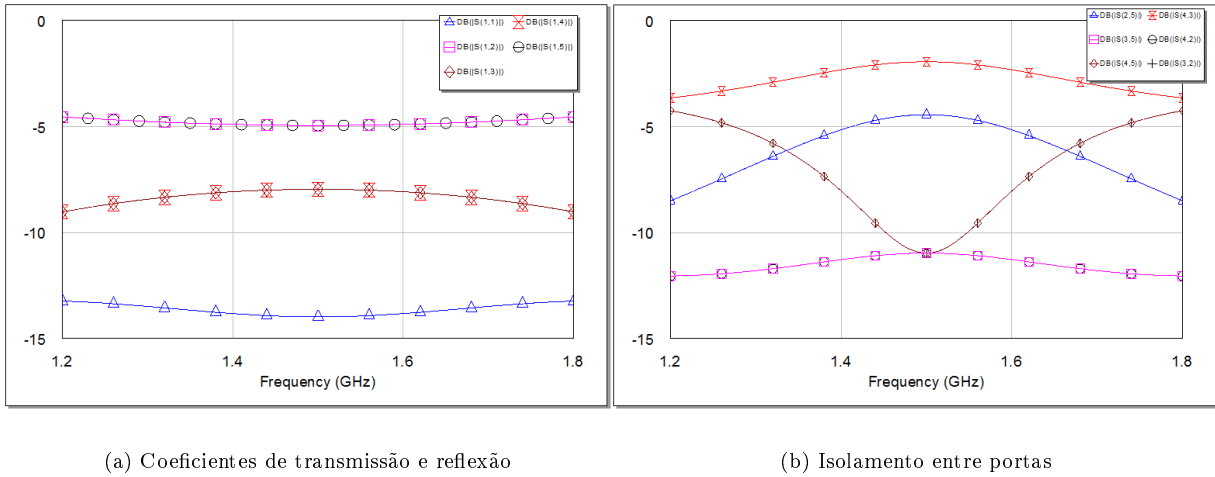 0
-5
-10
-15
1.2
1.4
1.6
1.8
Frequency (GHz)
DB(|S(1,1)|)
DB(|S(1,4)|)
DB(|S(1,2)|)
DB(|S(1,5)|)
DB(|S(1,3)|)
(a) Coeficientes de transmissão e reflexão
0
-5
-10
-15
1.2
1.4
1.6
1.8
Frequency (GHz)
DB(|S(2,5)|)
DB(|S(4,3)|)
DB(|S(3,5)|)
DB(|S(4,2)|)
DB(|S(4,5)|)
DB(|S(3,2)|)
(b) Isolamento entre portas